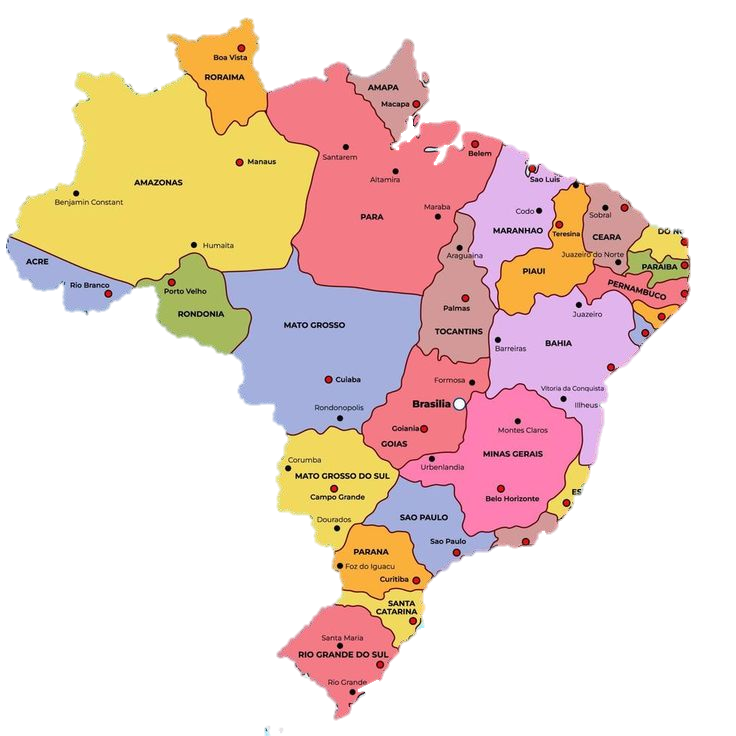 Boa Vista
RORAIMA
AMAPA
Macapa
Manaus
Santarem
Belem
Altamira
Sao Luis
AMAZONAS
Benjamin Constant
PARA
Maraba
Codo
Sobral
MARANHAO
Teresina
CEARA
DO NO
Humaita
Araguaina
Juazeiro do Norte
ACRE
PIAUI
PARAIBA
Rio Branco
Porto Velho
PERNAMBUCO
Palmas
RONDONIA
Juazeiro
MATO GROSSO
TOCANTINS
BAHIA
Barreiras
Cuiaba
Formosa
Vitoria da Conquista
Brasilia
Ilheus
Rondonopolis
Goiania
Montes Claros
GOIAS
MINAS GERAIS
Corumba
Urbenlandia
MATO GROSSO DO SUL
ES
Campo Grande
Belo Horizonte
Dourados
SAO PAULO
Sao Paulo
PARANA
Foz do Iguacu
Curitiba
SANTA
CATARINA
Santa Maria
RIO GRANDE DO SUL
Rio Grande